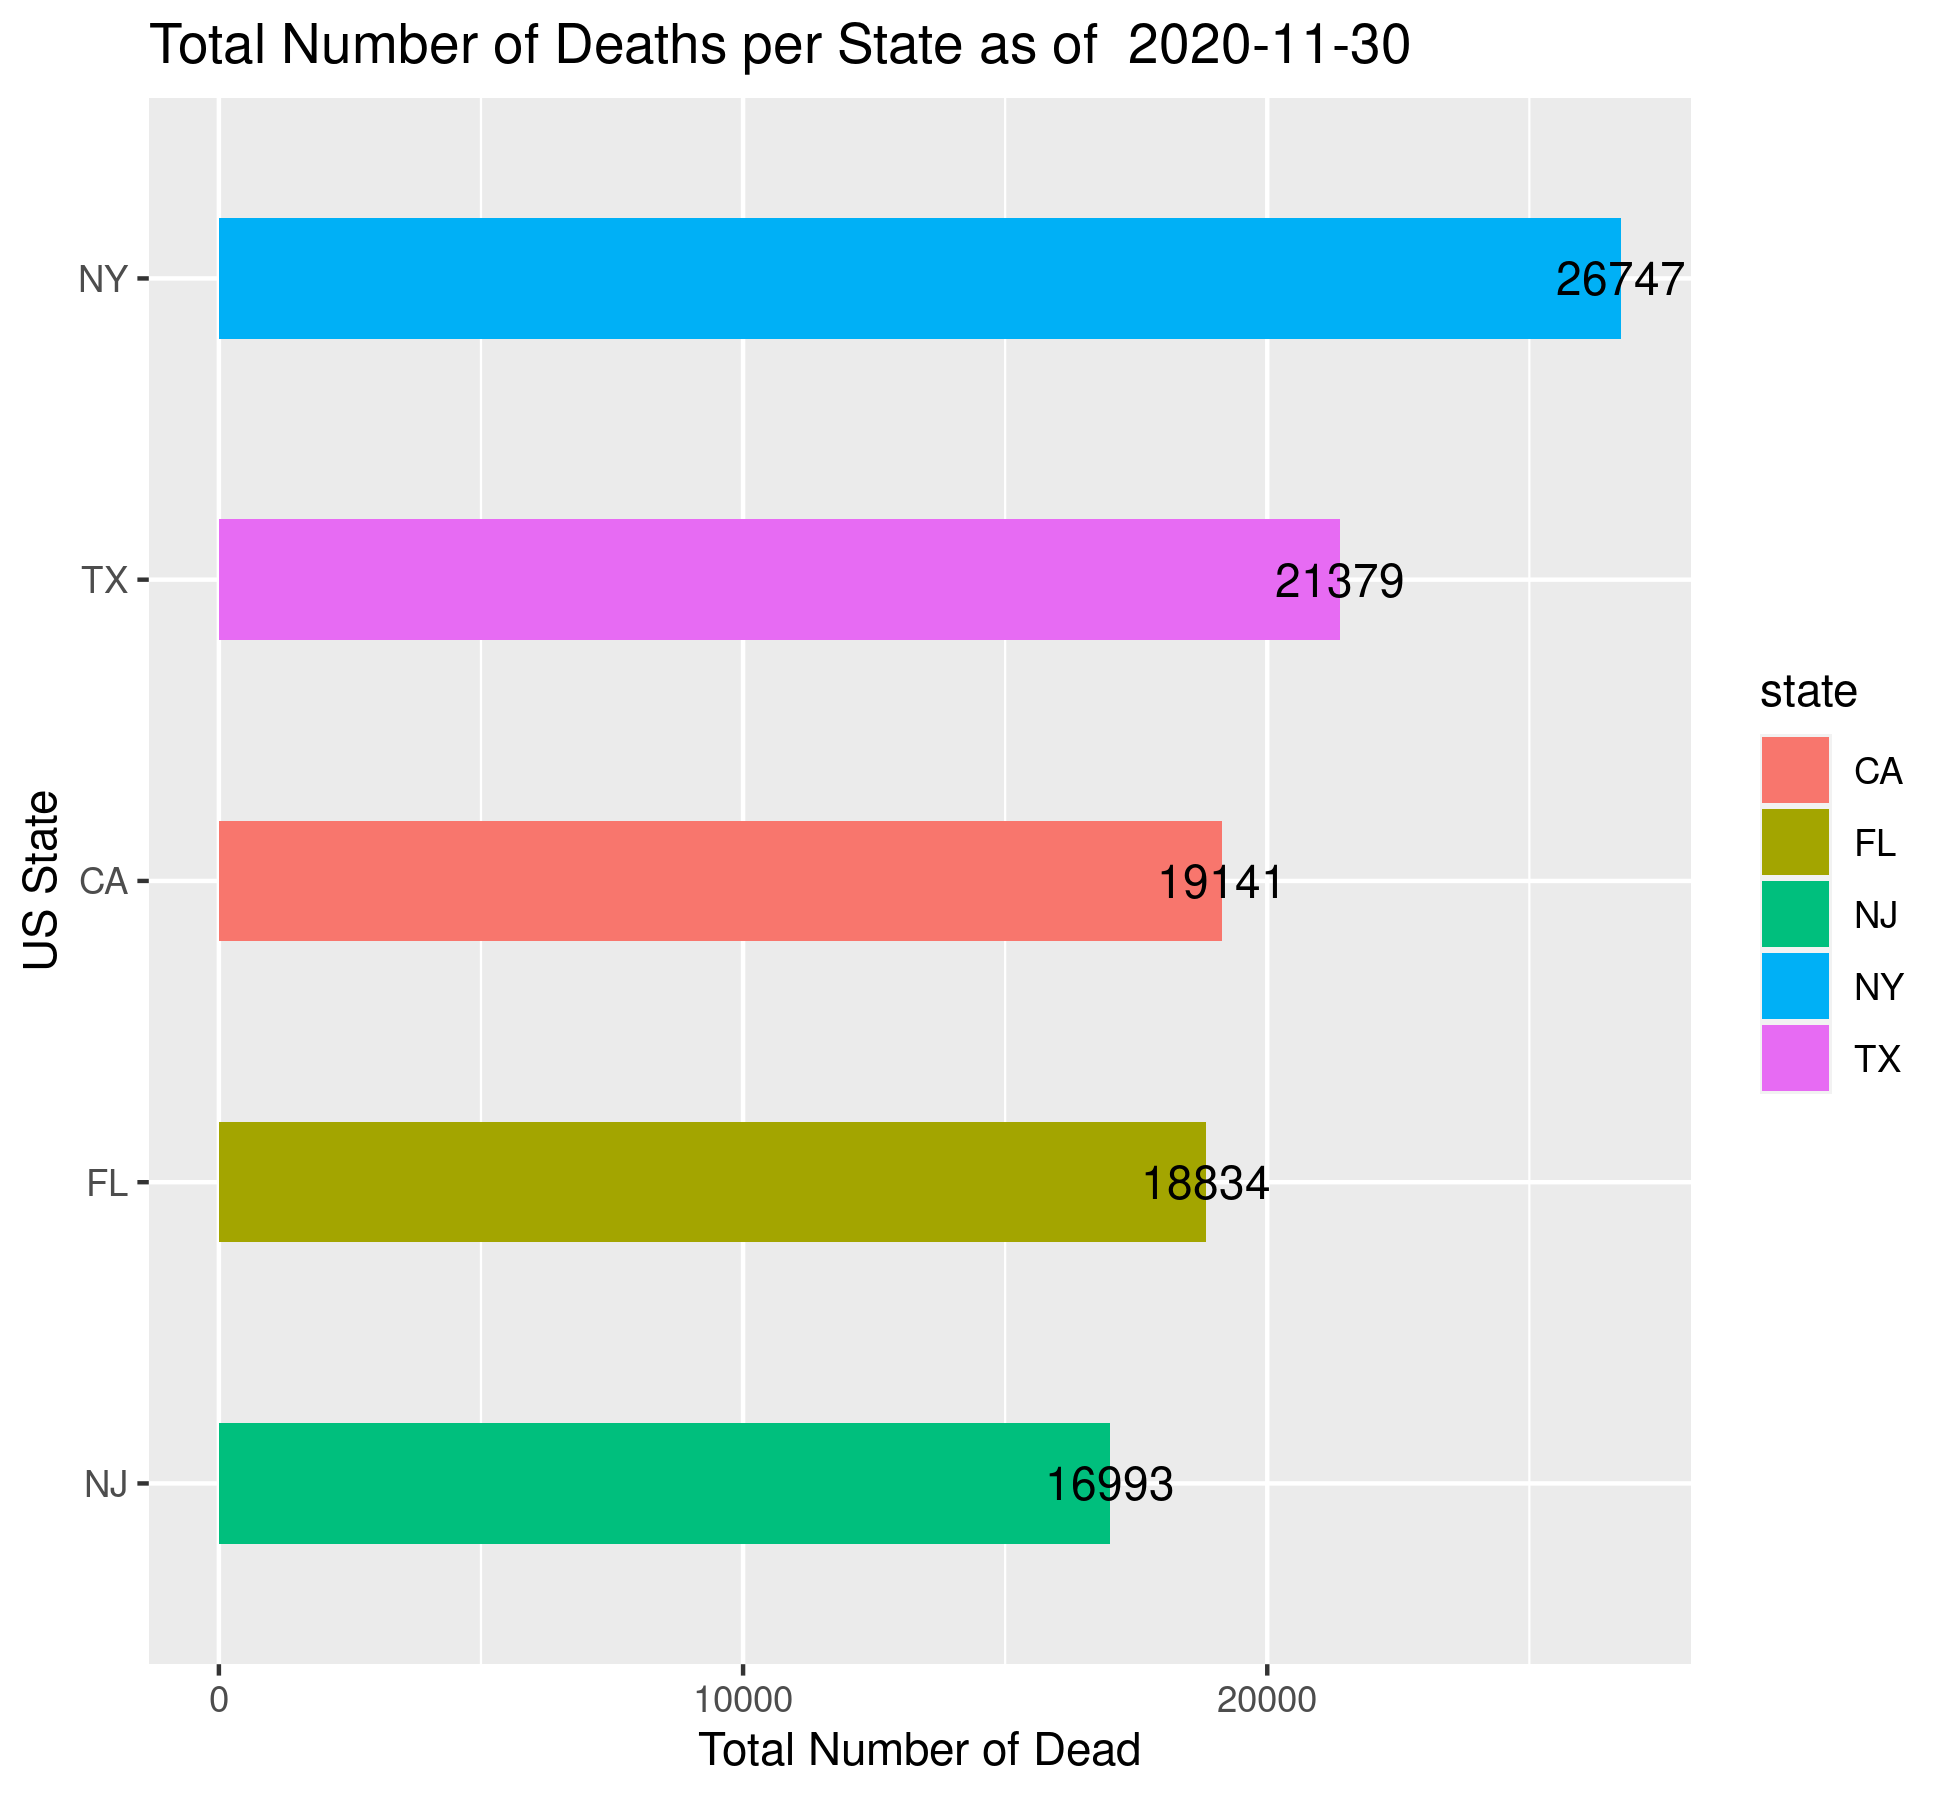 Total Number of Deaths per State as of  2020-11-30
NY
26747
TX
21379
CA
19141
FL
18834
NJ
16993
0
10000
20000
Total Number of Dead
US State
state
CA
FL
NJ
NY
TX